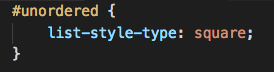 #unordered {
    list-style-type: square;
}